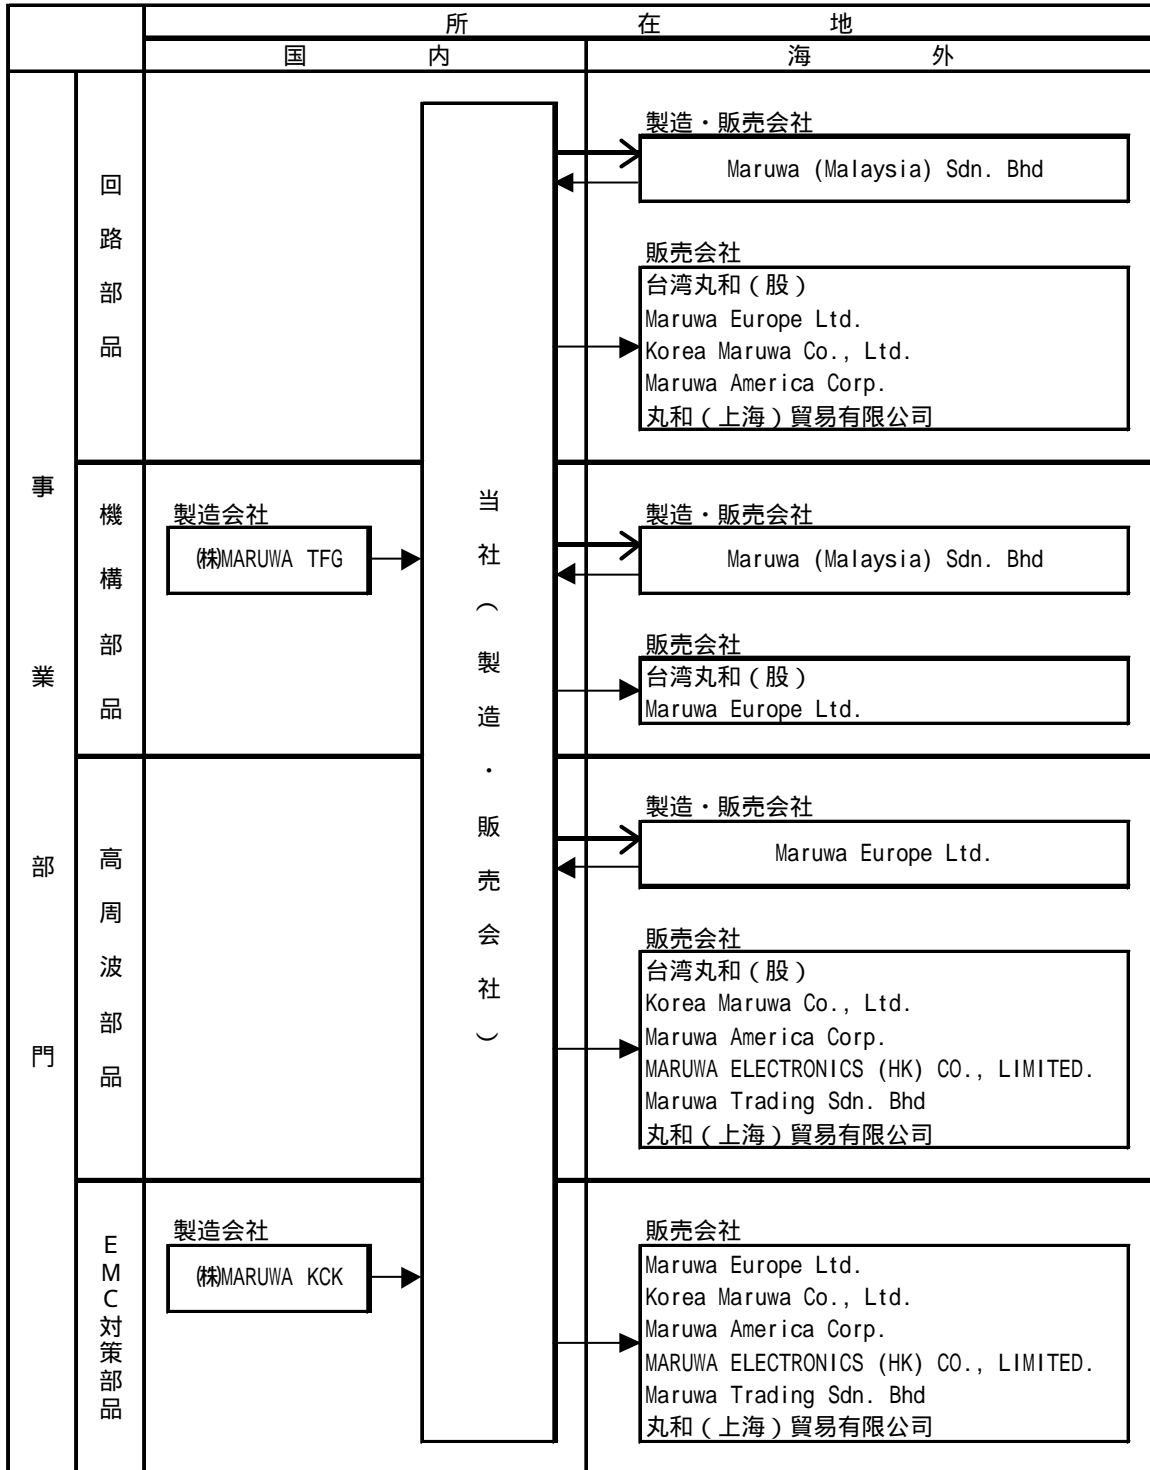 所在地
国内
海外
事業部門
回路部品
当社(製造・販売会社)
製造・販売会社
Maruwa (Malaysia) Sdn. Bhd
販売会社
台湾丸和(股)
Maruwa Europe Ltd.
Korea Maruwa Co., Ltd.
Maruwa America Corp.
丸和(上海)貿易有限公司
機構部品
製造会社
㈱MARUWA TFG
製造・販売会社
Maruwa (Malaysia) Sdn. Bhd
販売会社
台湾丸和(股)
Maruwa Europe Ltd.
高周波部品
製造・販売会社
Maruwa Europe Ltd.
販売会社
台湾丸和(股)
Korea Maruwa Co., Ltd.
Maruwa America Corp.
MARUWA ELECTRONICS (HK) CO., LIMITED.
Maruwa Trading Sdn. Bhd
丸和(上海)貿易有限公司
EMC対策部品
製造会社
㈱MARUWA KCK
販売会社
Maruwa Europe Ltd.
Korea Maruwa Co., Ltd.
Maruwa America Corp.
MARUWA ELECTRONICS (HK) CO., LIMITED.
Maruwa Trading Sdn. Bhd
丸和(上海)貿易有限公司